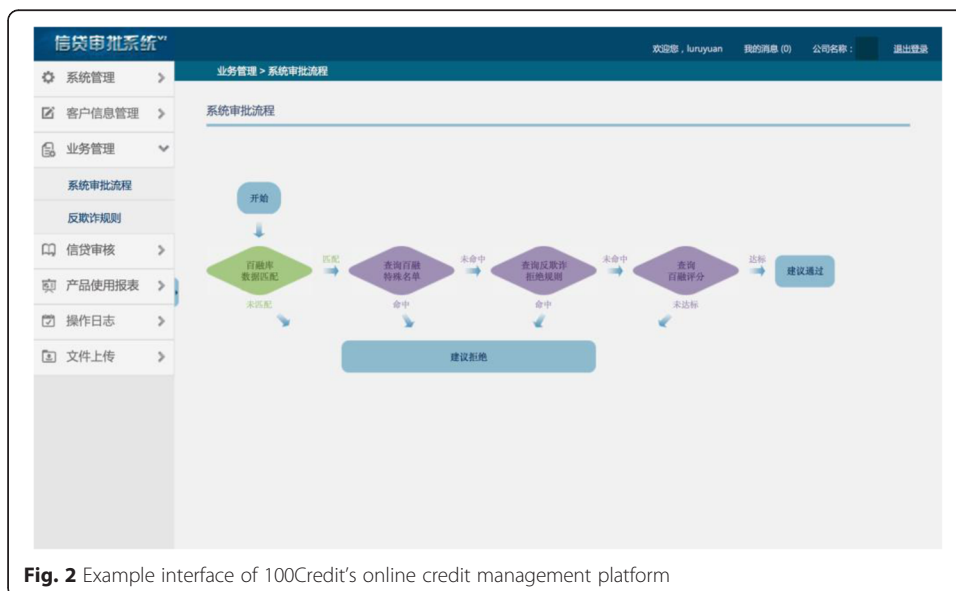 信贷审批系统V1
欢迎您，luruyuan 我的消息 (0) 公司名称： 退出登录
业务管理 > 系统审批流程
系统管理
客户信息管理
业务管理
系统审批流程
反欺诈规则
信贷审核
产品使用报表
操作日志
文件上传
系统审批流程
开始
百融库
数据匹配
匹配
查询百融
特殊名单
未命中
查询反欺诈
拒绝规则
未命中
查询
百融评分
达标
建议通过
未匹配
命中
命中
未达标
建议拒绝
Fig. 2 Example interface of 100Credit's online credit management platform